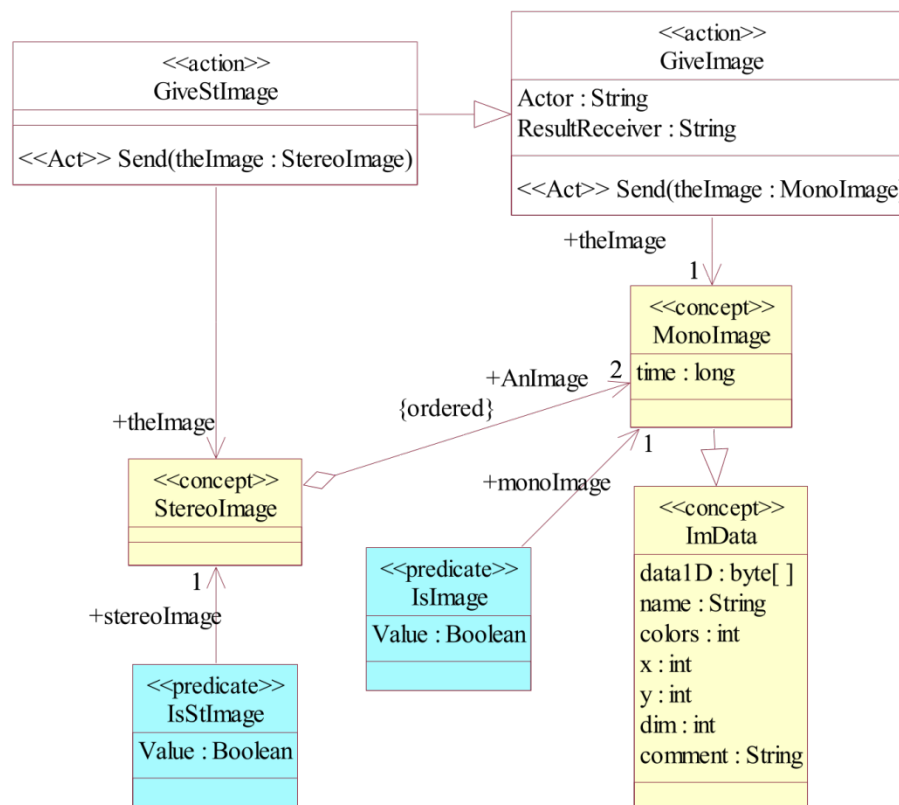 <<action>>
GiveStImage
<<Act>> Send(theImage : StereoImage)
<<action>>
GiveImage
Actor : String
ResultReceiver : String
<<Act>> Send(theImage : MonoImage)
+theImage
1
<<concept>>
MonoImage
time : long
2
+AnImage
{ordered}
+theImage
<<concept>>
StereoImage
1
+stereoImage
1
+monoImage
<<predicate>>
IsImage
Value : Boolean
<<predicate>>
IsStImage
Value : Boolean
<<concept>>
ImData
data1D : byte[ ]
name : String
colors : int
x : int
y : int
dim : int
comment : String